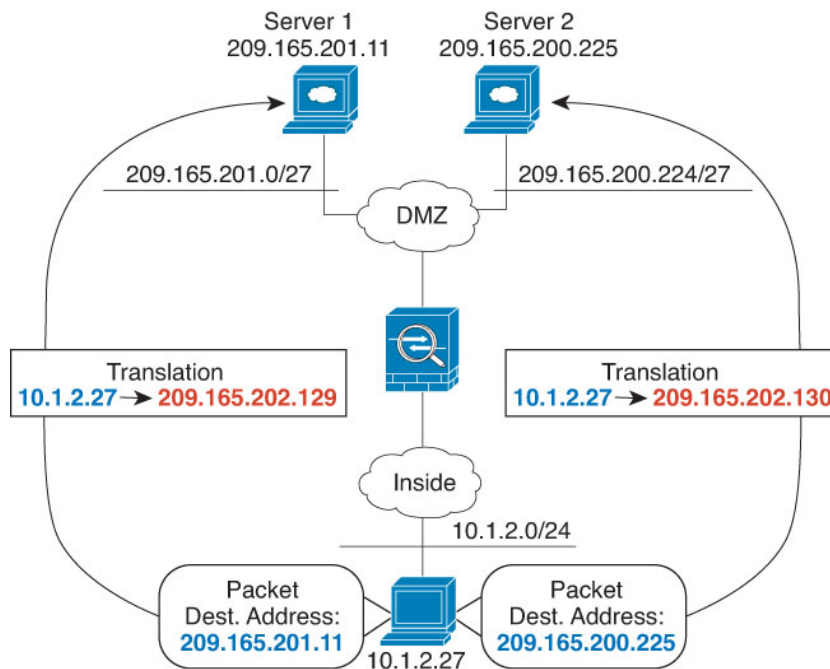 Server 1
209.165.201.11
Server 2
209.165.200.225
209.165.201.0/27
209.165.200.224/27
DMZ
Translation
10.1.2.27 → 209.165.202.129
Translation
10.1.2.27 → 209.165.202.130
Inside
10.1.2.0/24
Packet
Dest. Address:
209.165.201.11
Packet
Dest. Address:
209.165.200.225
10.1.2.27